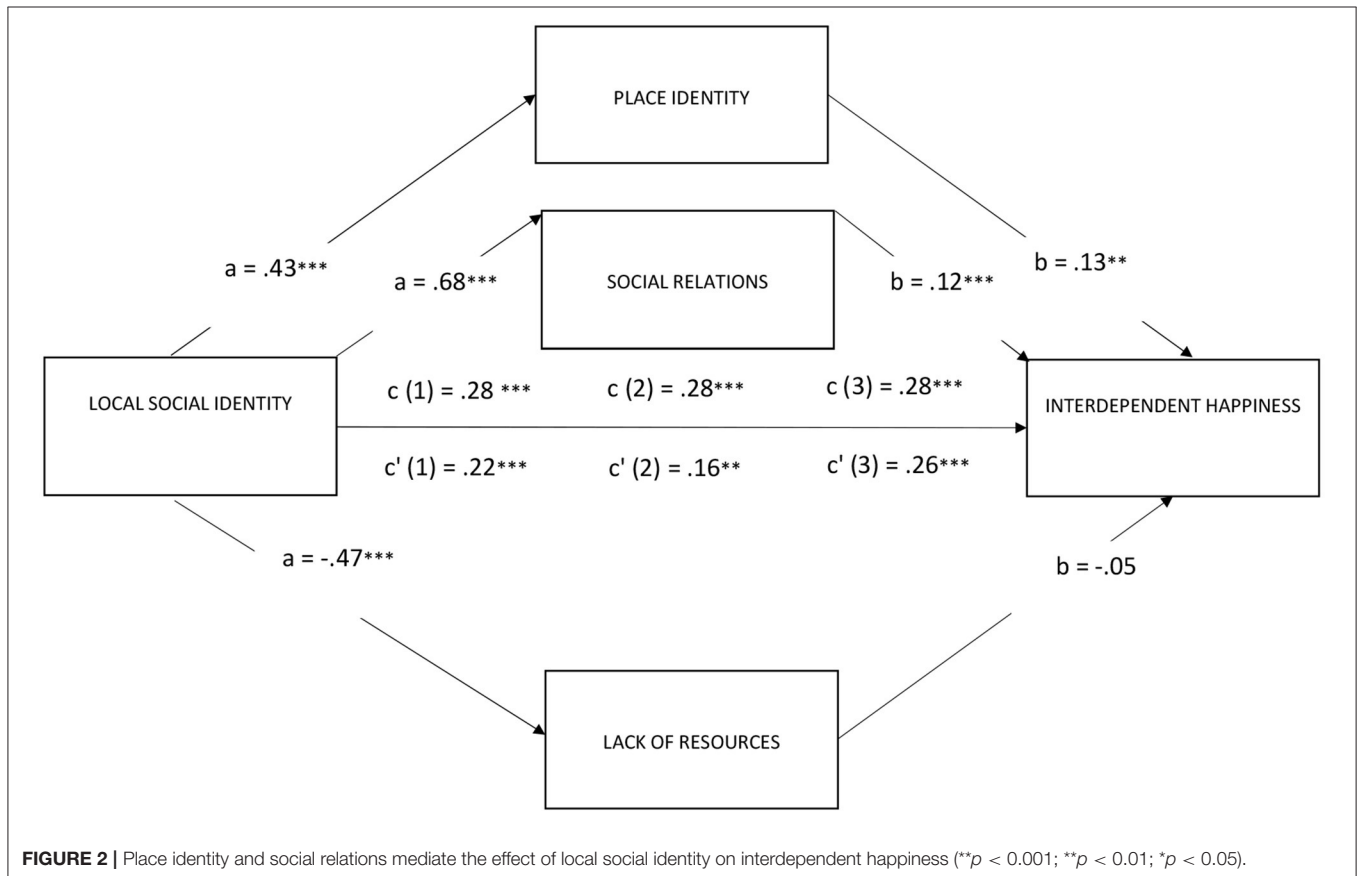 PLACE IDENTITY
a = .43***
a = .68***
SOCIAL RELATIONS
b = .12***
b = .13**
LOCAL SOCIAL IDENTITY
c (1) = .28 ***
c (2) = .28***
c (3) = .28***
INTERDEPENDENT HAPPINESS
c' (1) = .22***
c' (2) = .16**
c' (3) = .26***
a = -.47***
b = -.05
LACK OF RESOURCES
FIGURE 2 | Place identity and social relations mediate the effect of local social identity on interdependent happiness (**p < 0.001; **p < 0.01; *p < 0.05).